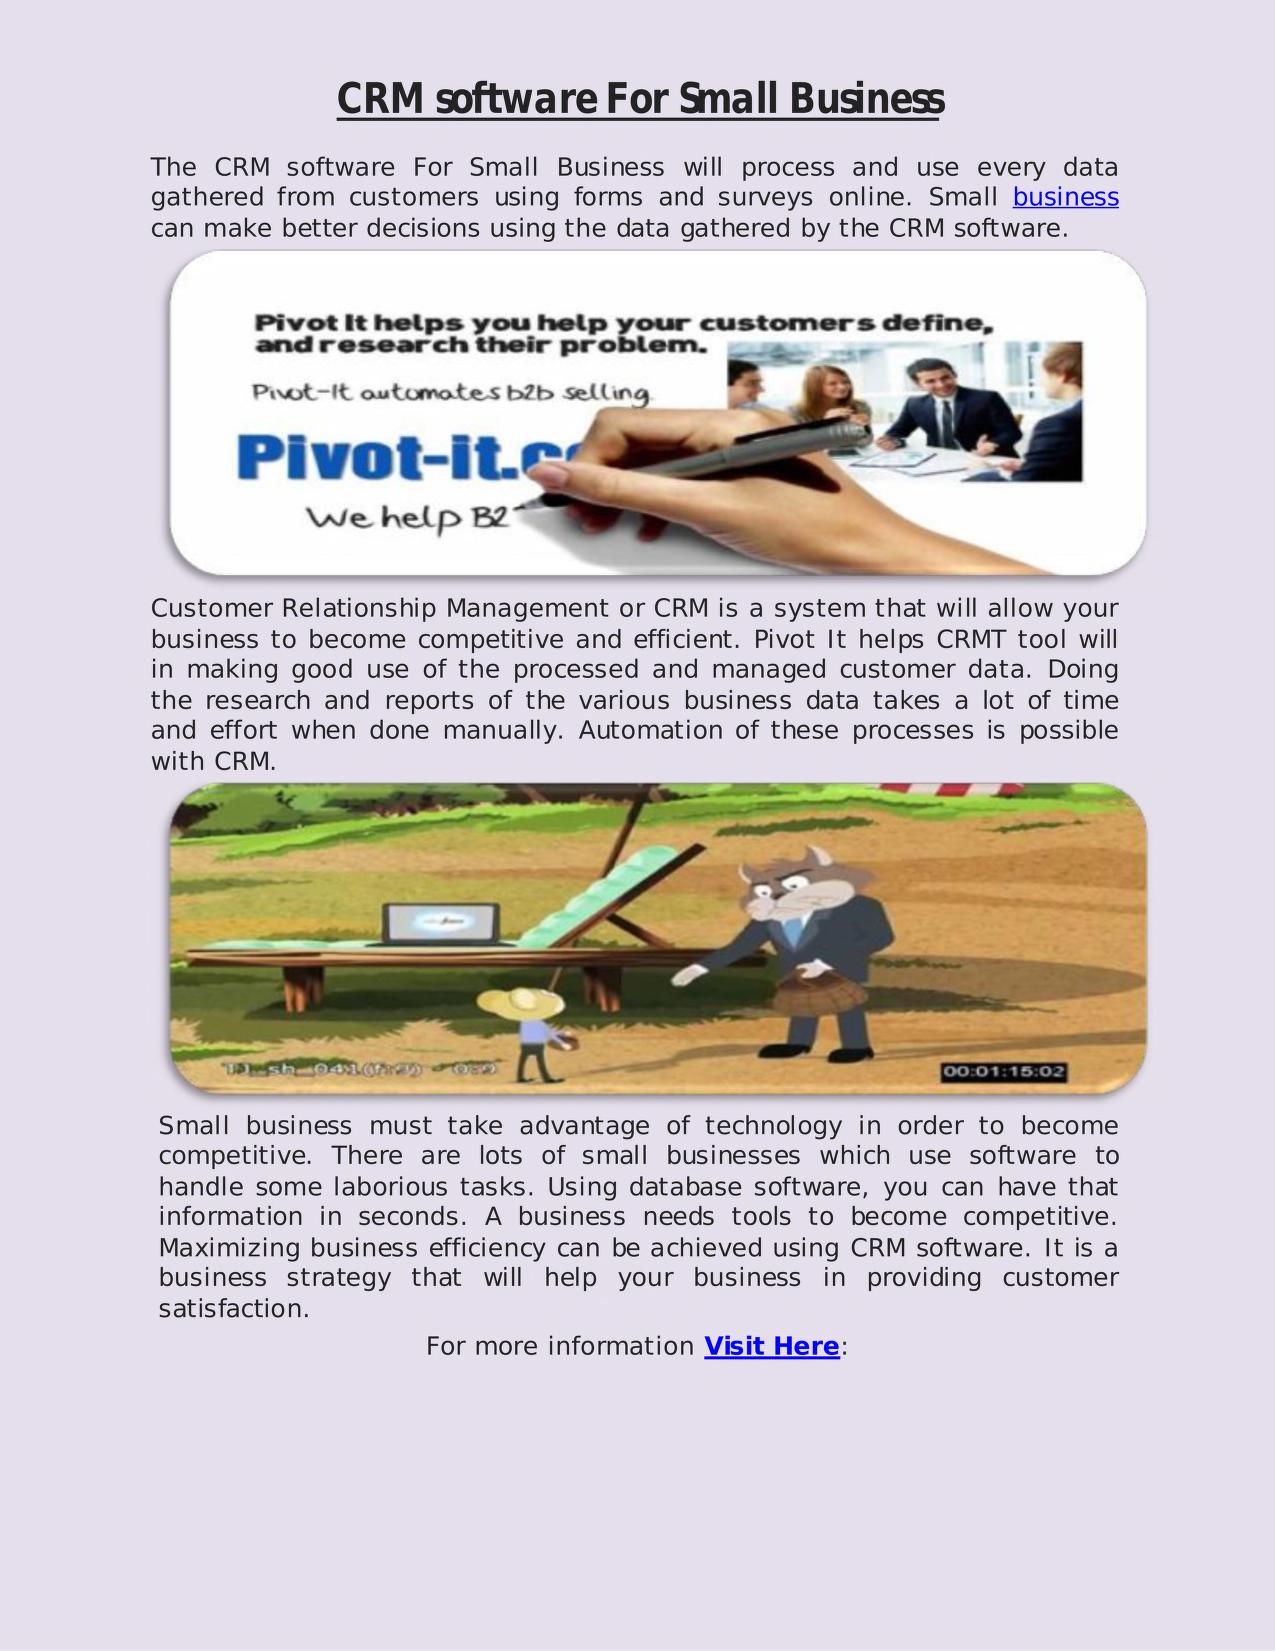 CRM software For Small Business
The CRM software For Small Business will process and use every data
gathered from customers using forms and surveys online. Small business
can make better decisions using the data gathered by the CRM software.
Pivot It helps you help your customers define,
and research their problem.
Pivot-It automates b2b selling
Pivot-it.c
We help B2
Customer Relationship Management or CRM is a system that will allow your
business to become competitive and efficient. Pivot It helps CRMT tool will
in making good use of the processed and managed customer data. Doing
the research and reports of the various business data takes a lot of time
and effort when done manually. Automation of these processes is possible
with CRM.
00:01:15:02
Small business must take advantage of technology in order to become
competitive. There are lots of small businesses which use software to
handle some laborious tasks. Using database software, you can have that
information in seconds. A business needs tools to become competitive.
Maximizing business efficiency can be achieved using CRM software. It is a
business strategy that will help your business in providing customer
satisfaction.
For more information Visit Here: